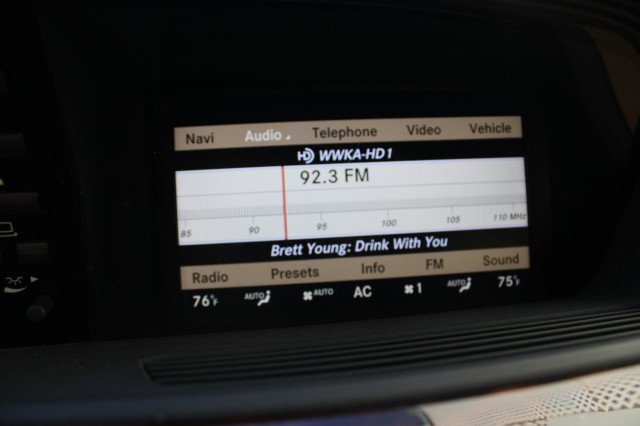 Navi Audio Telephone Video Vehicle
HD WWKA-HD1
92.3 FM
85 90 95 100 105 110 MHz
Brett Young: Drink With You
Radio Presets Info FM Sound
76°F AUTO AUTO AC 1 AUTO 75°F